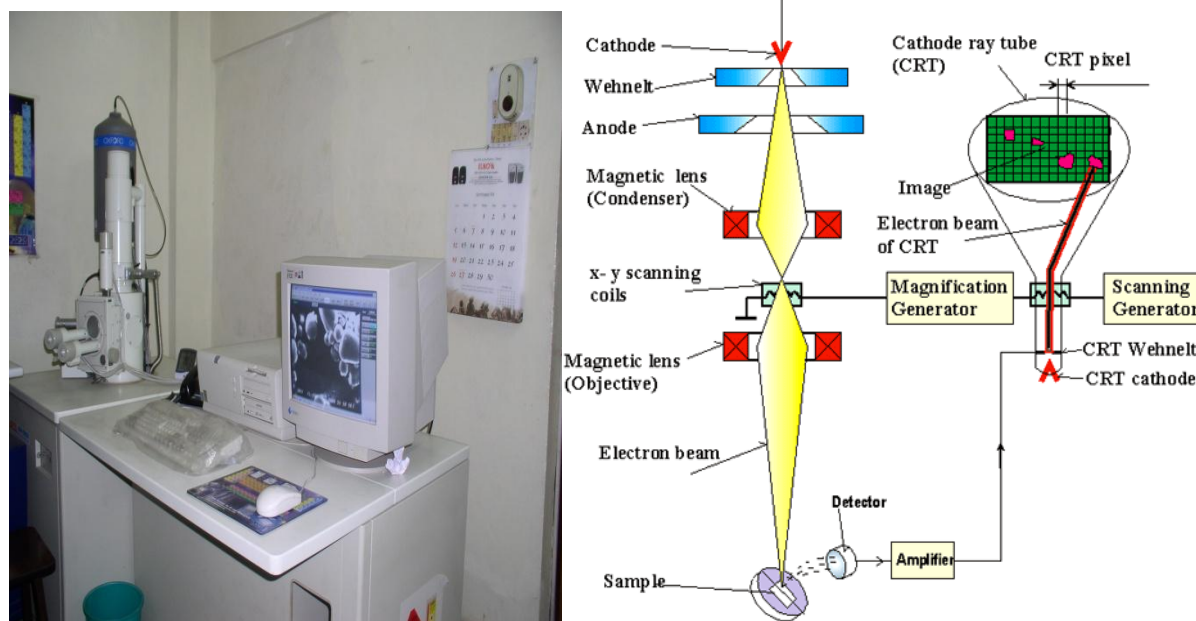 Cathode
Wehnelt
Anode
Magnetic lens
(Condenser)
x- y scanning
coils
Magnetic lens
(Objective)
Electron beam
Sample
Detector
Amplifier
Magnification
Generator
Scanning
Generator
Cathode ray tube
(CRT)
CRT pixel
Image
Electron beam
of CRT
CRT Wehnelt
CRT cathode